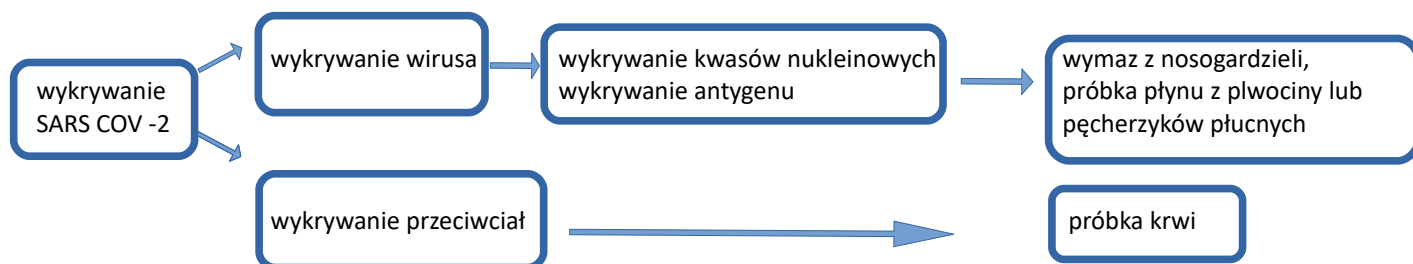 wykrywanie
SARS COV -2
wykrywanie wirusa
wykrywanie kwasów nukleinowych
wykrywanie antygenu
wymaz z nosogardzieli,
próbka płynu z plwociny lub
pęcherzyków płucnych
wykrywanie przeciwciał
próbka krwi